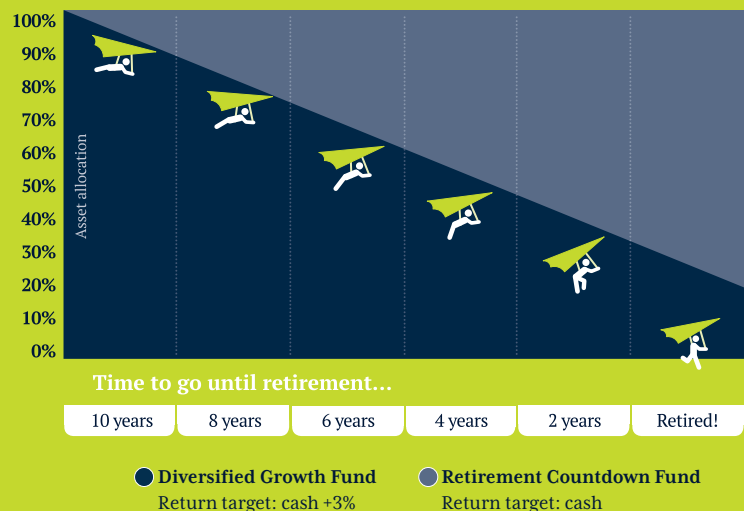 100%
90%
80%
70%
60%
50%
40%
30%
20%
10%
0%
Asset allocation
Time to go until retirement...
10 years
8 years
6 years
4 years
2 years
Retired!
Diversified Growth Fund
Return target: cash +3%
Retirement Countdown Fund
Return target: cash